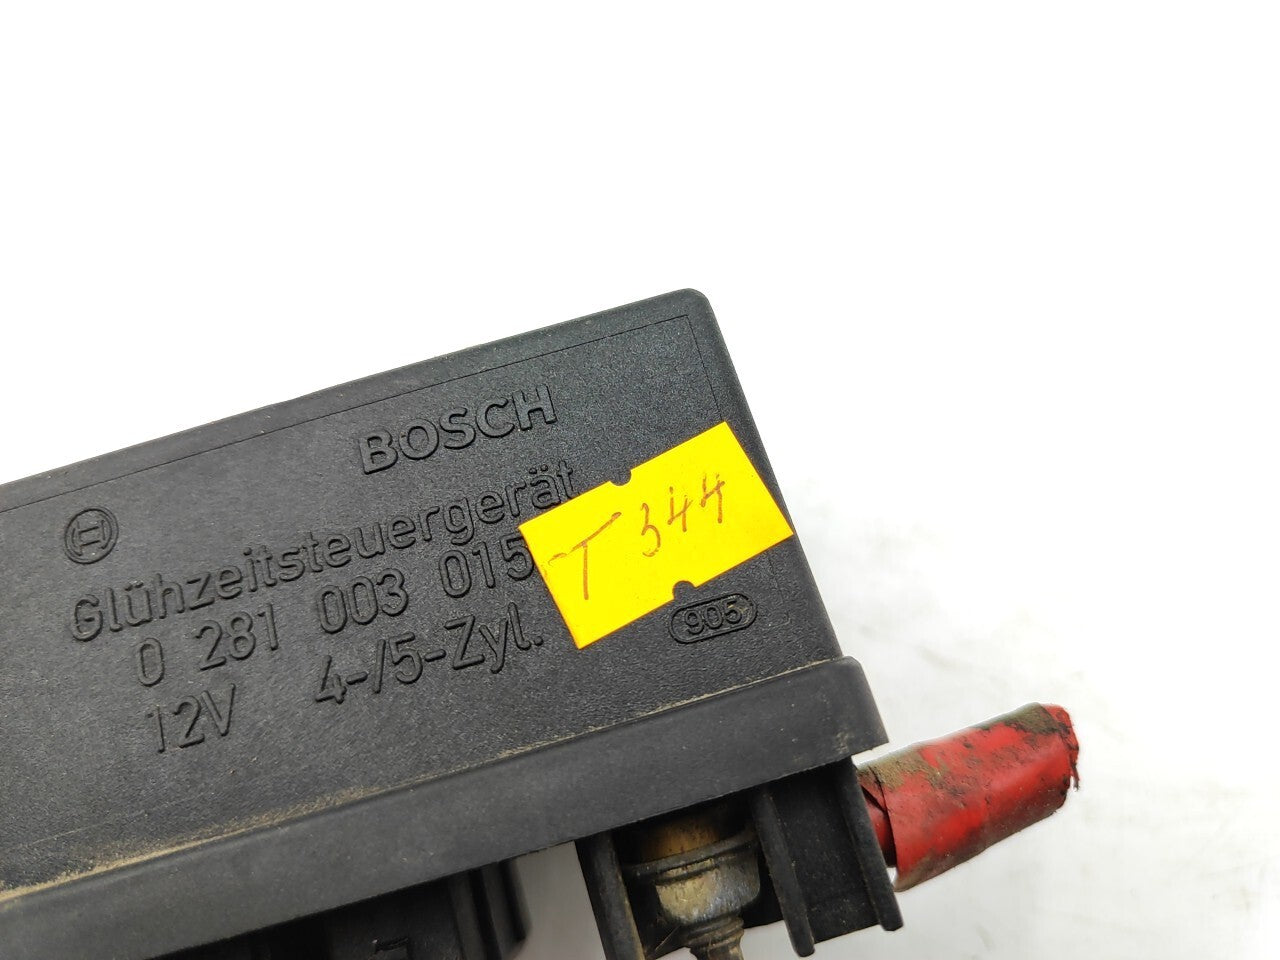 BOSCH
Glühzeitsteuergerät
0 281 003 015
12V 4-/5-Zyl.
T 344
905